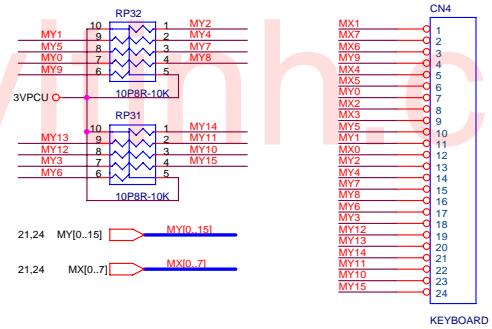 RP32
10 1 MY2
MY1 9 2 MY4
MY5 8 3 MY7
MY0 7 4 MY8
MY9 6 5
3VPCU
10P8R-10K
RP31
10 1 MY14
MY13 9 2 MY11
MY12 8 3 MY10
MY3 7 4 MY15
MY6 6 5
10P8R-10K
21,24 MY[0..15] MY[0..15]
21,24 MX[0..7] MX[0..7]
CN4
MX1 1
MX7 2
MX6 3
MY9 4
MX4 5
MX5 6
MY0 7
MX2 8
MX3 9
MY5 10
MY1 11
MX0 12
MY2 13
MY4 14
MY7 15
MY8 16
MY6 17
MY3 18
MY12 19
MY13 20
MY14 21
MY11 22
MY10 23
MY15 24
KEYBOARD
vtinh.c